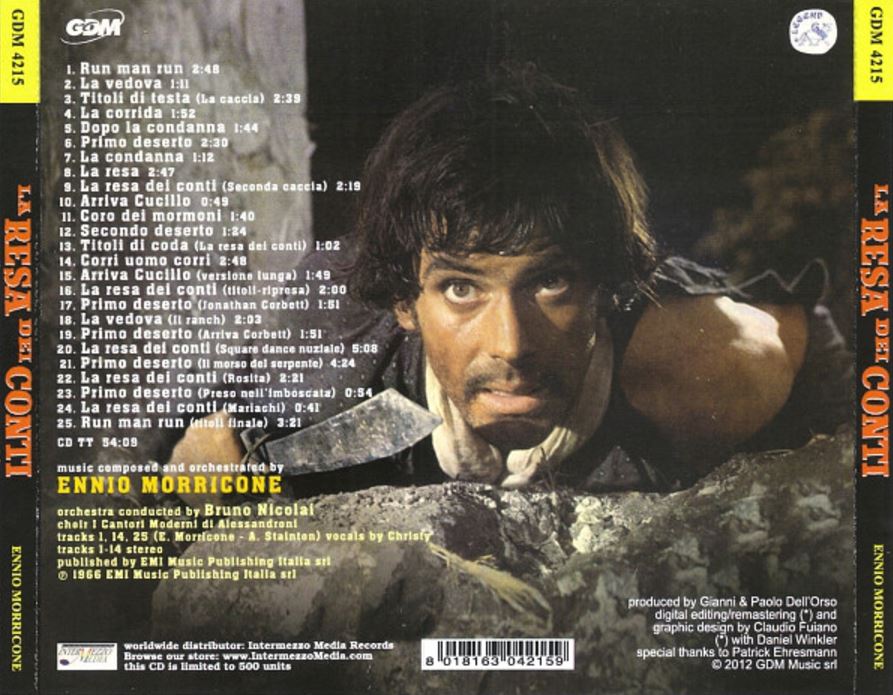 GDM 4215
LA RESA DEI CONTI
ENNIO MORRICONE
GDM
LEGEND
1. Run man run 2:48
2. La vedova 1:11
3. Titoli di testa (La caccia) 2:39
4. La corrida 1:52
5. Dopo la condanna 1:44
6. Primo deserto 2:30
7. La condanna 1:12
8. La resa 2:47
9. La resa dei conti (Seconda caccia) 2:19
10. Arriva Cucillo 0:49
11. Coro dei mormoni 1:40
12. Secondo deserto 1:24
13. Titoli di coda (La resa dei conti) 1:02
14. Corri uomo corri 2:48
15. Arriva Cucillo (versione lunga) 1:49
16. La resa dei conti (titoli-ripresa) 2:00
17. Primo deserto (Jonathan Corbett) 1:51
18. La vedova (Il ranch) 2:03
19. Primo deserto (Arriva Corbett) 1:51
20. La resa dei conti (Square dance nuziale) 5:08
21. Primo deserto (Il morso del serpente) 4:24
22. La resa dei conti (Rosita) 2:21
23. Primo deserto (Preso nell'imboscata) 0:54
24. La resa dei conti (Mariachi) 0:41
25. Run man run (titoli finale) 3:21
CD TT 54:09
music composed and orchestrated by
ENNIO MORRICONE
orchestra conducted by Bruno Nicolai
choir I Cantori Moderni di Alessandroni
tracks 1, 14, 25 (E. Morricone - A. Stainton) vocals by Christy
tracks 1-14 stereo
published by EMI Music Publishing Italia srl
℗ 1966 EMI Music Publishing Italia srl
INTERMEZZO
MEDIA
worldwide distributor: Intermezzo Media Records
Browse our store: www.IntermezzoMedia.com
this CD is limited to 500 units
8 018163 042159
produced by Gianni & Paolo Dell'Orso
digital editing/remastering (*) and
graphic design by Claudio Fuiano
(*) with Daniel Winkler
special thanks to Patrick Ehresmann
© 2012 GDM Music srl
GDM 4215
LA RESA DEI CONTI
ENNIO MORRICONE